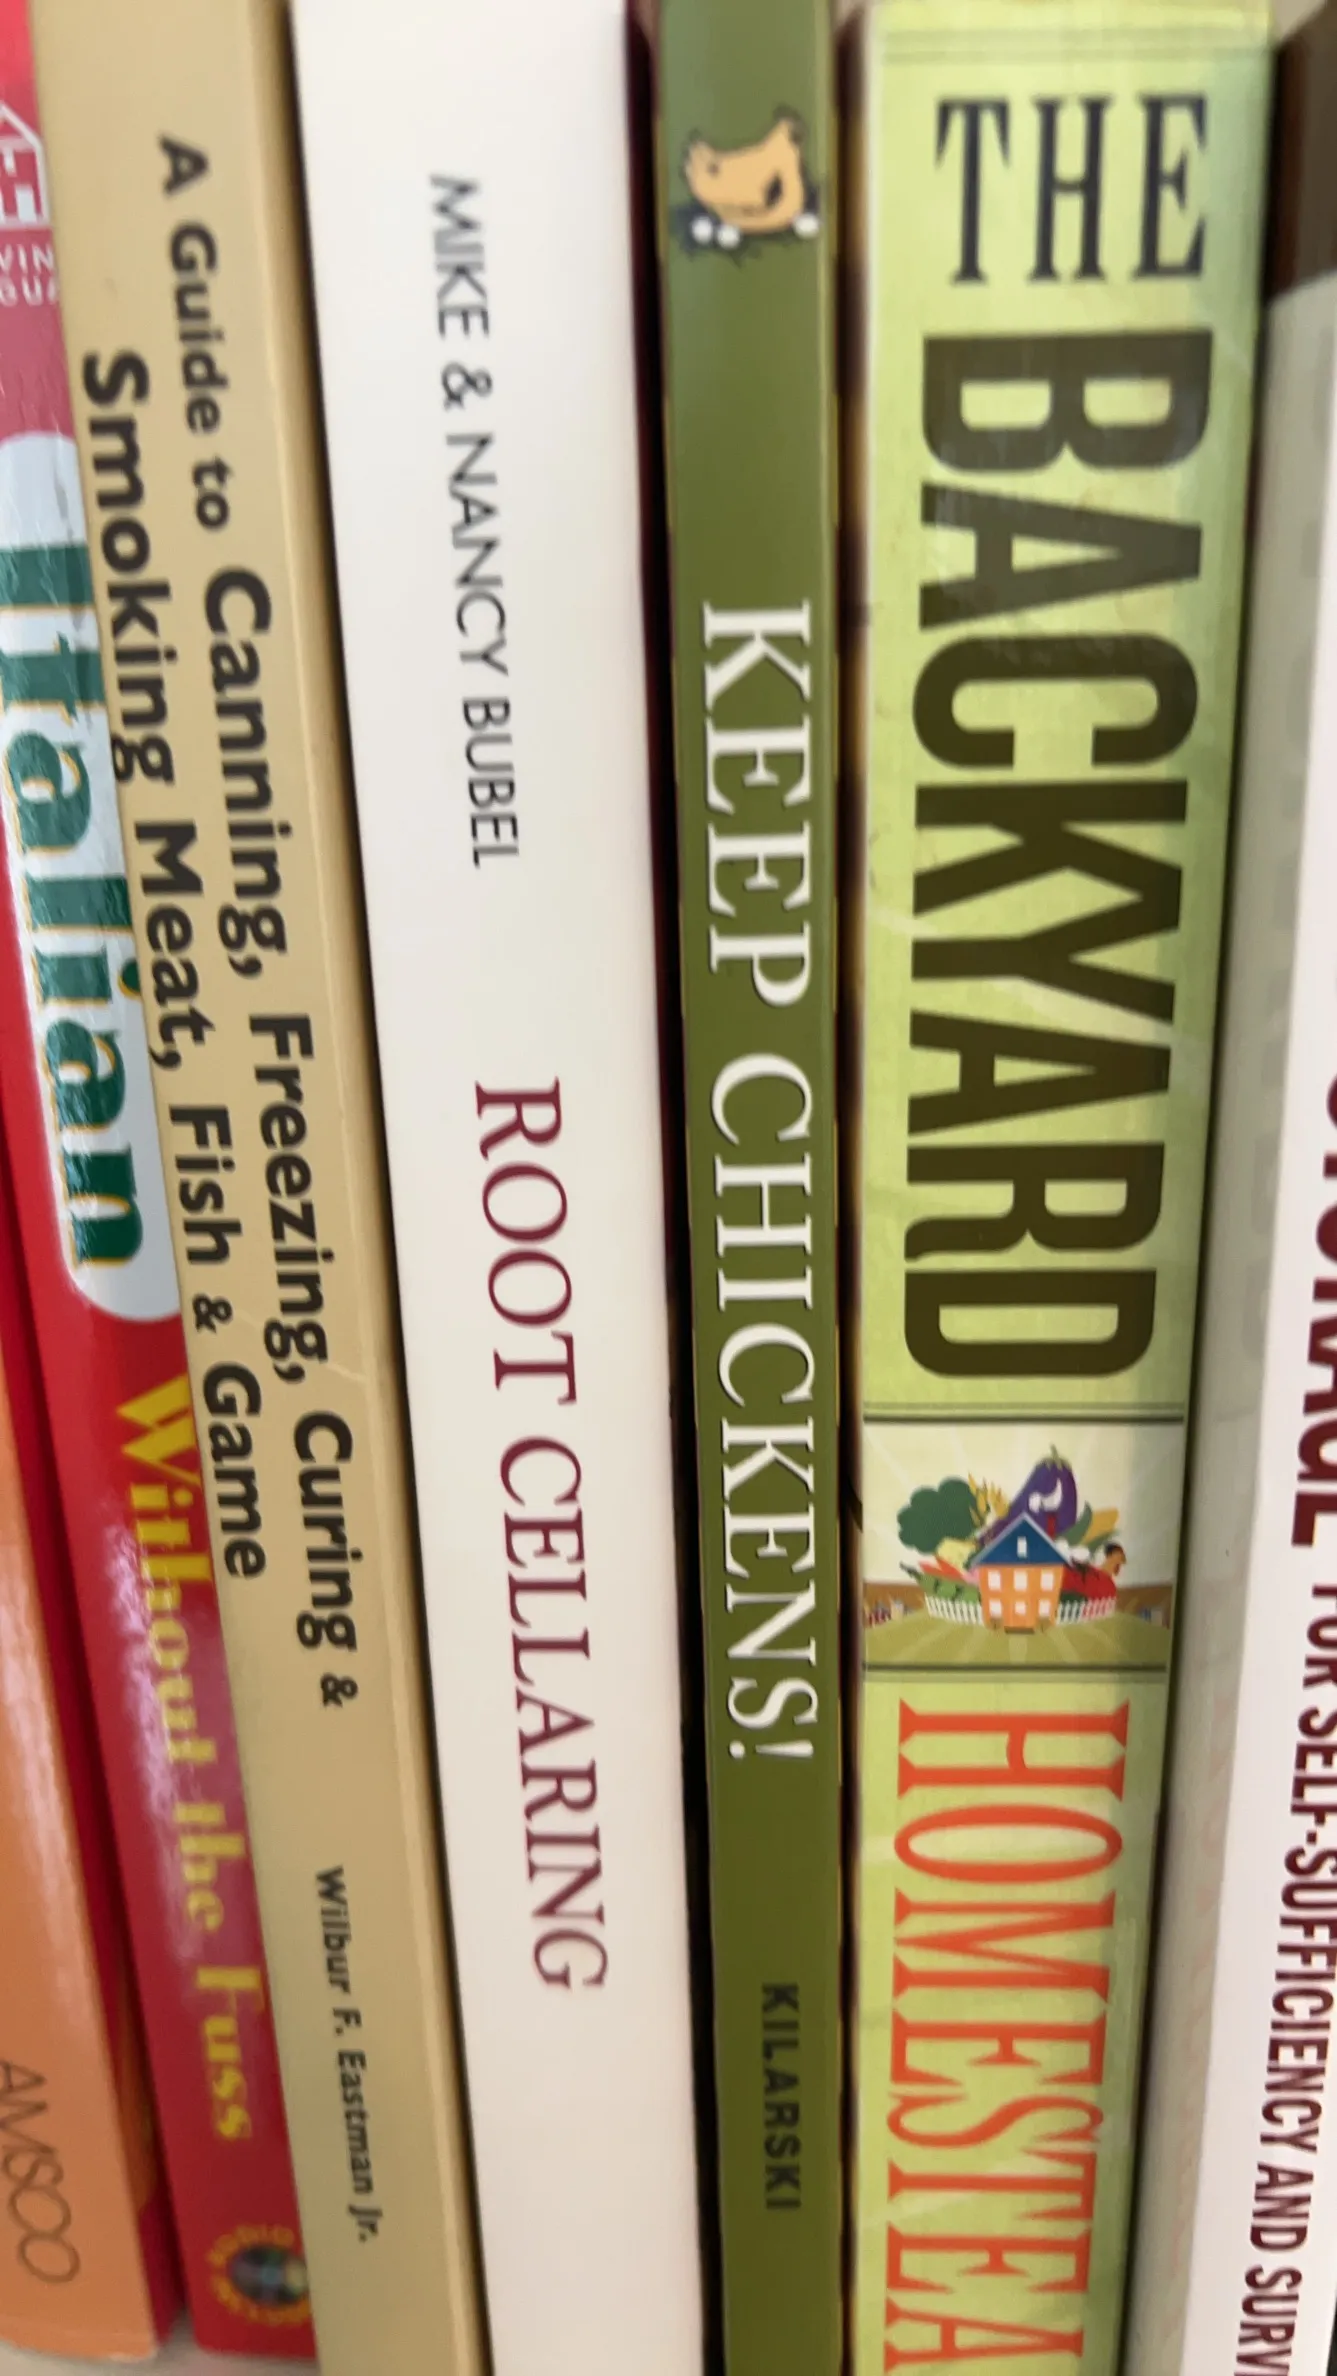 AMSCO
Italian
Without the Fuss
A Guide to Canning, Freezing, Curing &
Smoking Meat, Fish & Game
Wilbur F. Eastman Jr.
MIKE & NANCY BUBEL
ROOT CELLARING
KEEP CHICKENS!
KILARSKI
THE
BACKYARD
HOMESTEA
FOR SELF-SUFFICIENCY AND SURV